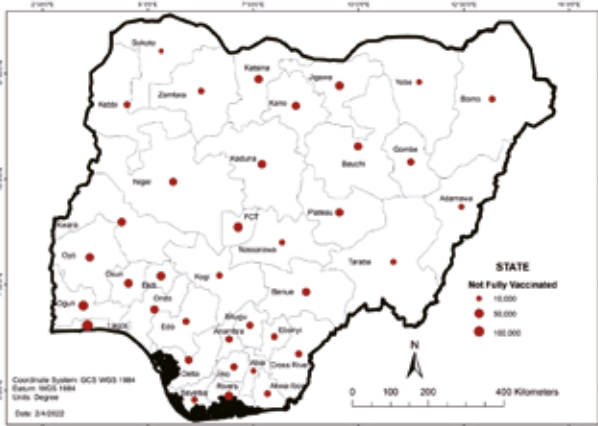 Sokoto
Katsina
Jigawa
Yobe
Borno
Kebbi
Zamfara
Kano
Kaduna
Bauchi
Gombe
Niger
Adamawa
Kwara
FCT
Plateau
Nassarawa
Oyo
Taraba
Osun
Ekiti
Kogi
Benue
Ogun
Ondo
Lagos
Edo
Enugu
Anambra
Ebonyi
Delta
Imo
Abia
Cross River
Bayelsa
Rivers
Akwa Ibom
STATE
Not Fully Vaccinated
10,000
50,000
100,000
N
0 100 200 400 Kilometers
Coordinate System: GCS WGS 1984
Datum: WGS 1984
Units: Degree
Date: 2/4/2022